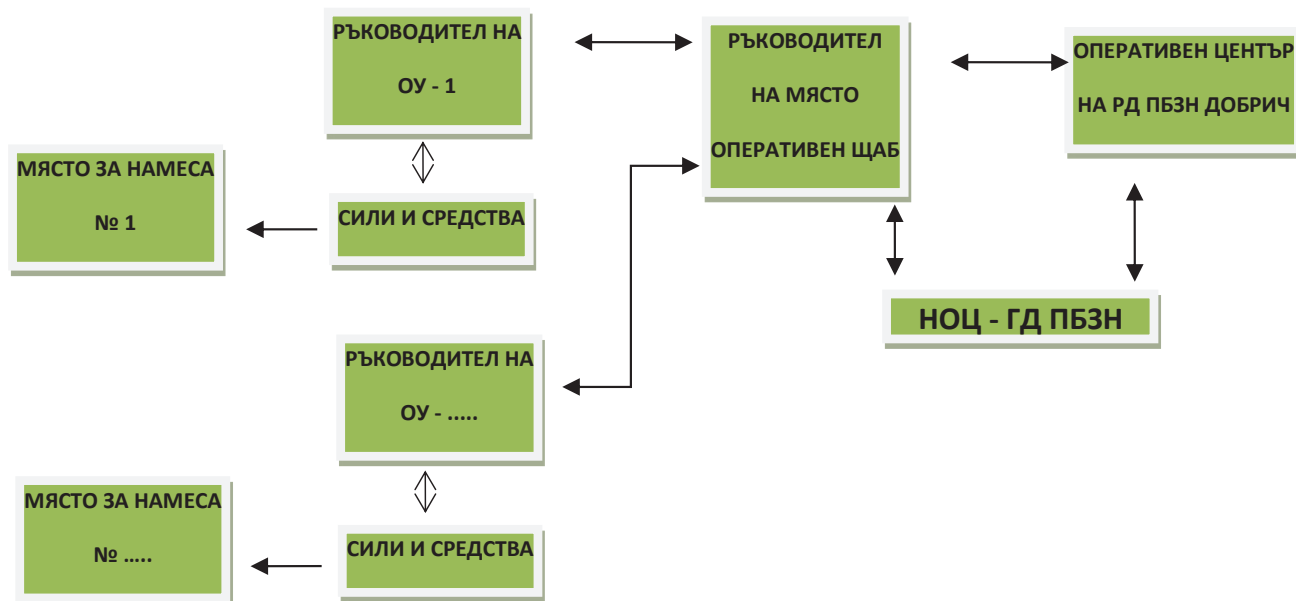 РЪКОВОДИТЕЛ НА
ОУ - 1
РЪКОВОДИТЕЛ
НА МЯСТО
ОПЕРАТИВЕН ЩАБ
ОПЕРАТИВЕН ЦЕНТЪР
НА РД ПБЗН ДОБРИЧ
МЯСТО ЗА НАМЕСА
№ 1
СИЛИ И СРЕДСТВА
НОЦ - ГД ПБЗН
РЪКОВОДИТЕЛ НА
ОУ - .....
МЯСТО ЗА НАМЕСА
№ .....
СИЛИ И СРЕДСТВА